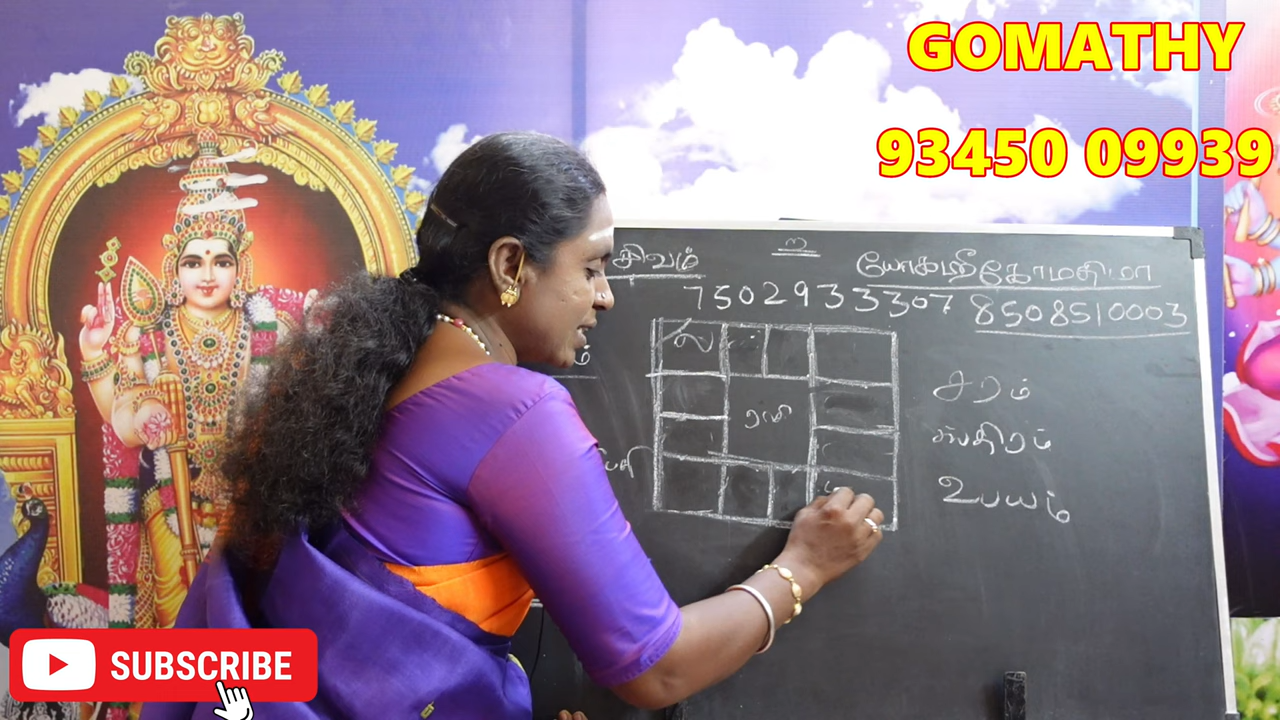 GOMATHY
93450 09939
சிவம் உ யோகஸ்ரீகோமதிமா
7502933307 8508510003
ல
ராசி
சரம்
ஸ்திரம்
உபயம்
SUBSCRIBE